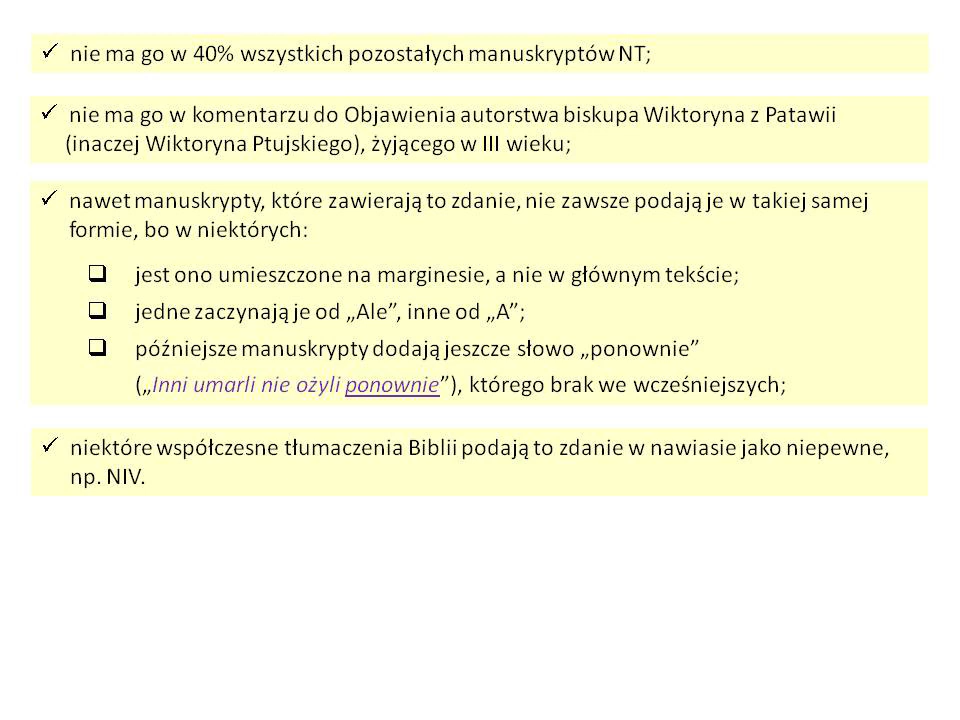 ✓ nie ma go w 40% wszystkich pozostałych manuskryptów NT;
✓ nie ma go w komentarzu do Objawienia autorstwa biskupa Wiktoryna z Patawii
(inaczej Wiktoryna Ptujskiego), żyjącego w III wieku;
✓ nawet manuskrypty, które zawierają to zdanie, nie zawsze podają je w takiej samej
formie, bo w niektórych:
❑ jest ono umieszczone na marginesie, a nie w głównym tekście;
❑ jedne zaczynają je od „Ale”, inne od „A”;
❑ późniejsze manuskrypty dodają jeszcze słowo „ponownie”
(„Inni umarli nie ożyli ponownie”), którego brak we wcześniejszych;
✓ niektóre współczesne tłumaczenia Biblii podają to zdanie w nawiasie jako niepewne,
np. NIV.